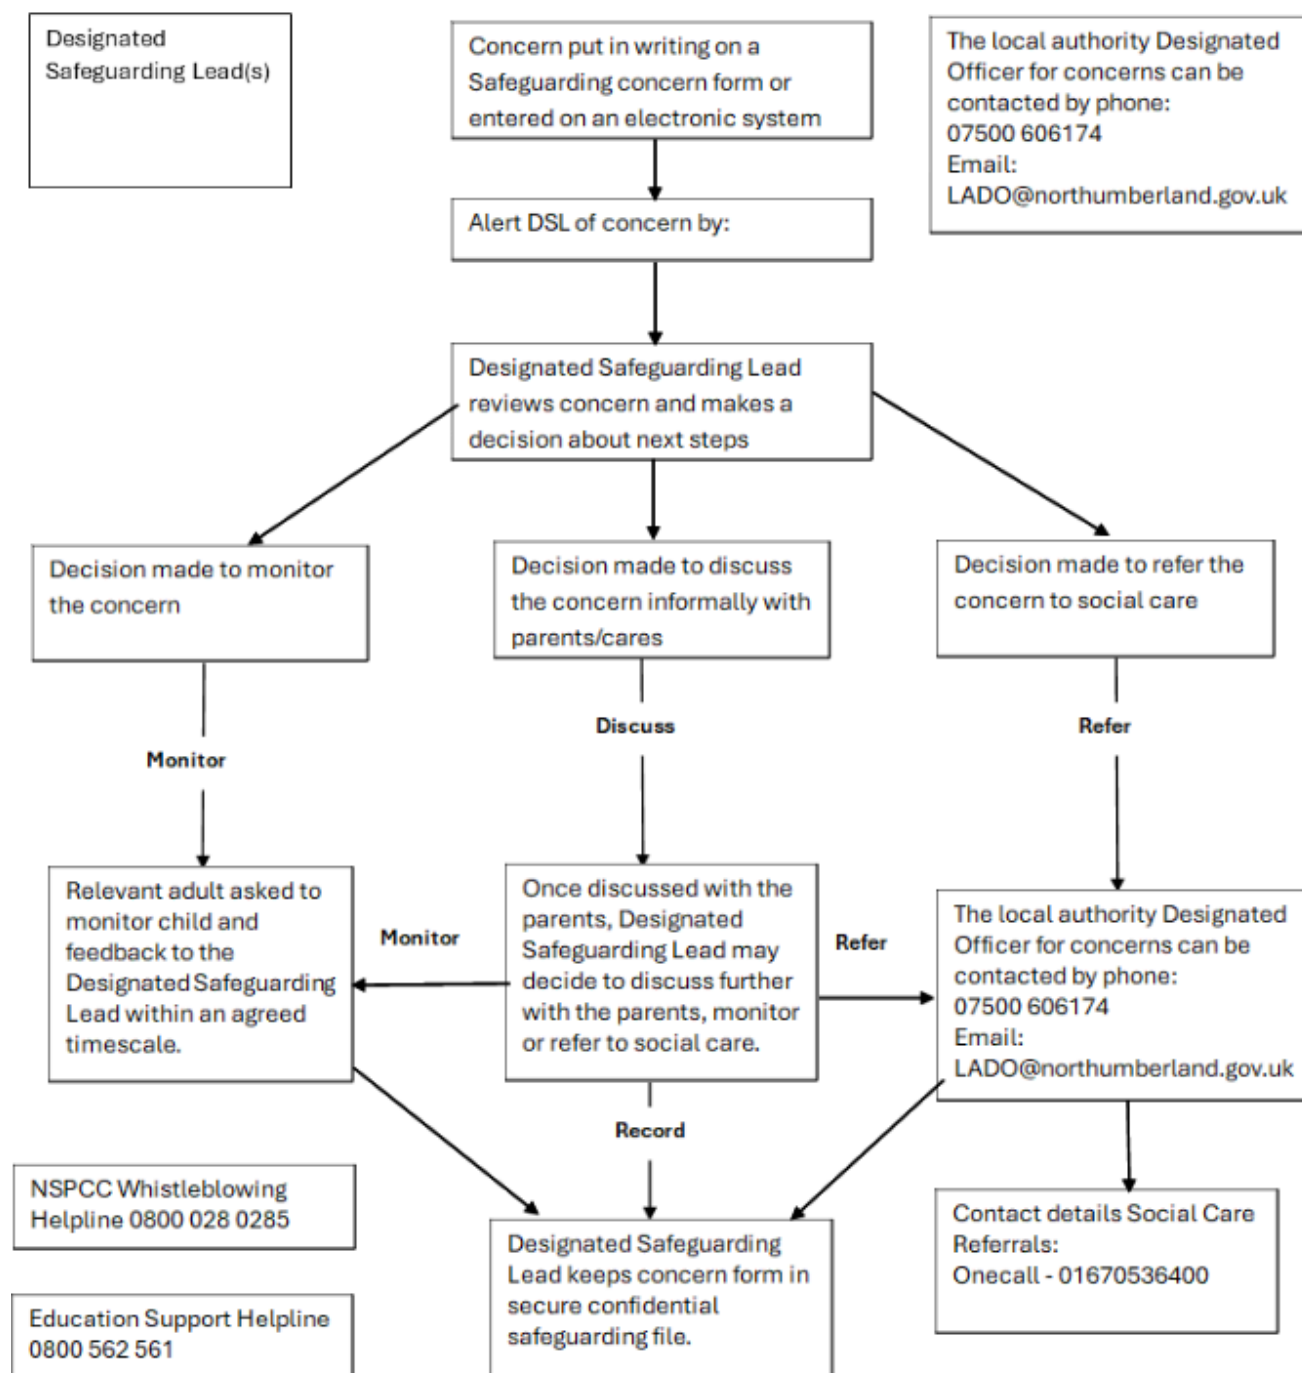 Designated
Safeguarding Lead(s)
Concern put in writing on a
Safeguarding concern form or
entered on an electronic system
The local authority Designated
Officer for concerns can be
contacted by phone:
07500 606174
Email:
LADO@northumberland.gov.uk
Alert DSL of concern by:
Designated Safeguarding Lead
reviews concern and makes a
decision about next steps
Decision made to monitor
the concern
Decision made to discuss
the concern informally with
parents/cares
Decision made to refer the
concern to social care
Monitor
Discuss
Refer
Relevant adult asked to
monitor child and
feedback to the
Designated Safeguarding
Lead within an agreed
timescale.
Monitor
Once discussed with the
parents, Designated
Safeguarding Lead may
decide to discuss further
with the parents, monitor
or refer to social care.
Refer
The local authority Designated
Officer for concerns can be
contacted by phone:
07500 606174
Email:
LADO@northumberland.gov.uk
Record
NSPCC Whistleblowing
Helpline 0800 028 0285
Designated Safeguarding
Lead keeps concern form in
secure confidential
safeguarding file.
Contact details Social Care
Referrals:
Onecall - 01670536400
Education Support Helpline
0800 562 561